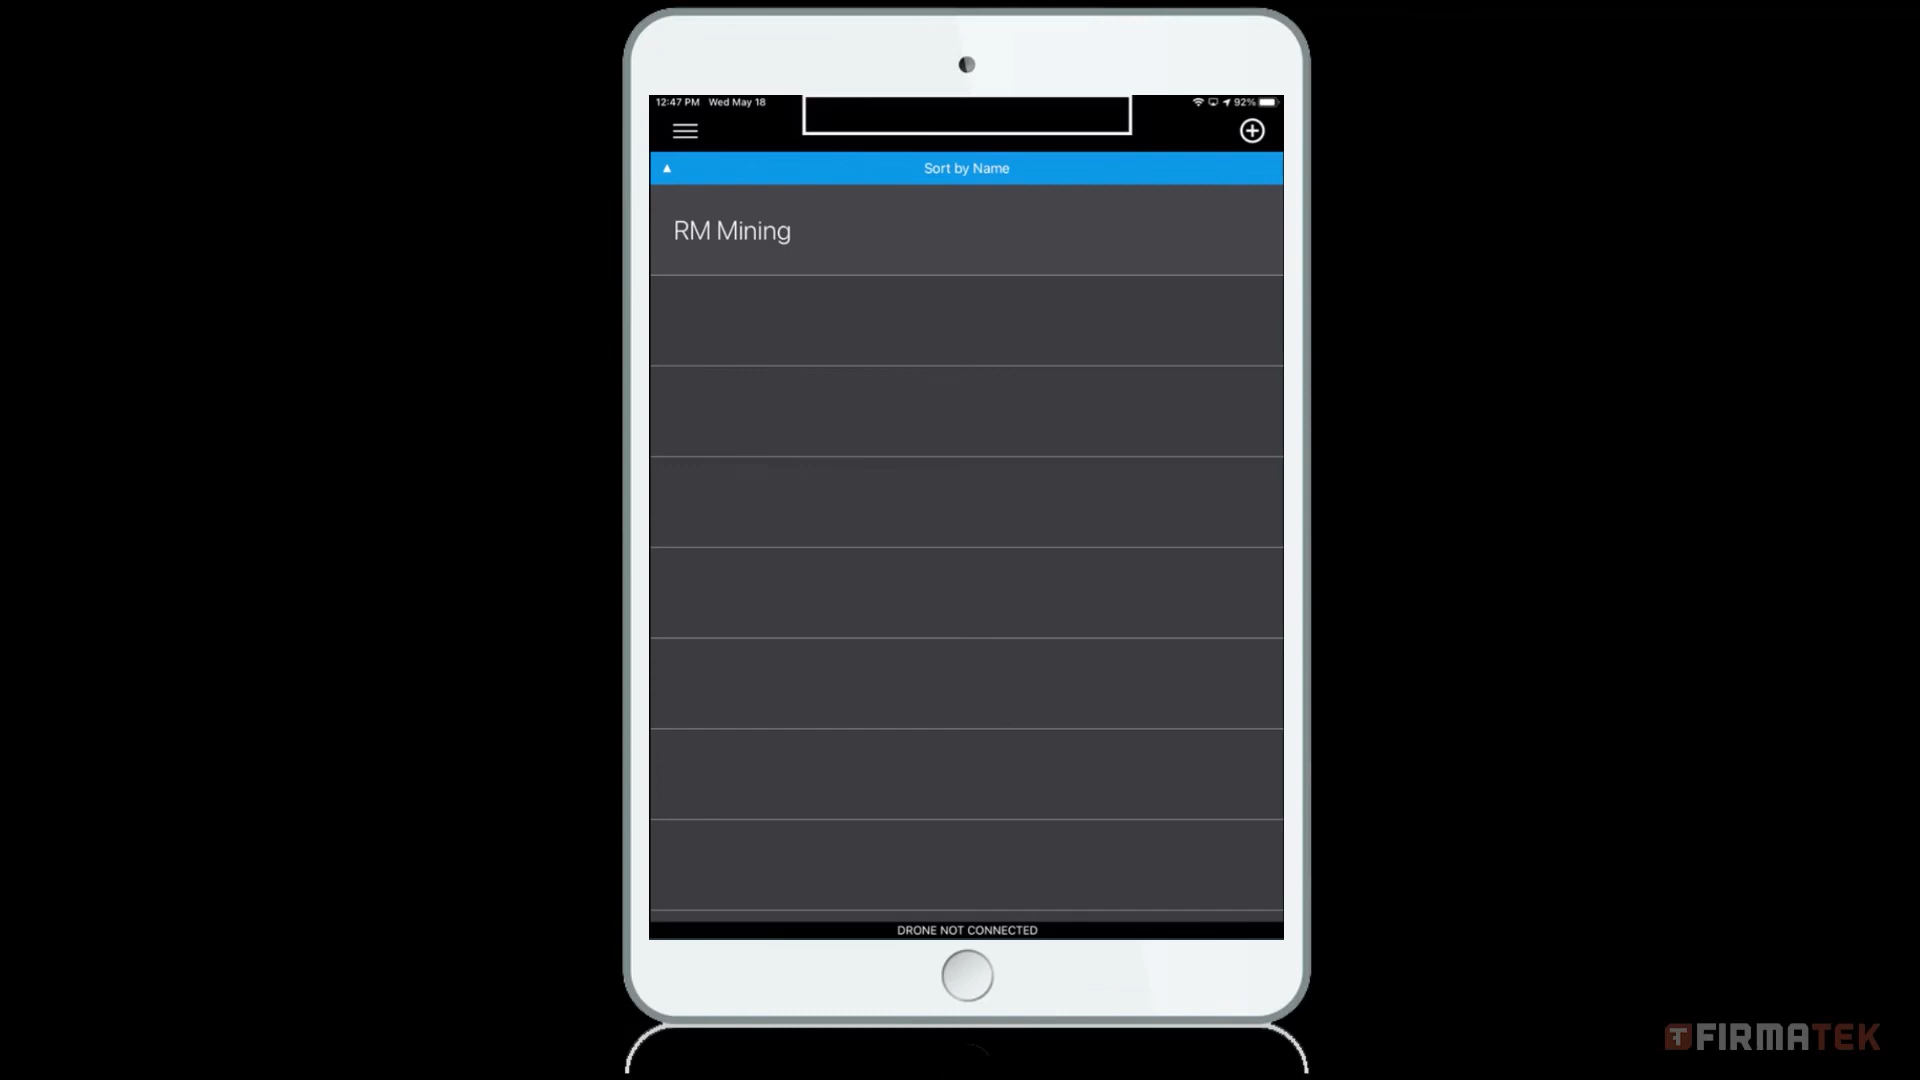 12:47 PM Wed May 18
92%
Sort by Name
RM Mining
DRONE NOT CONNECTED
FIRMATEK